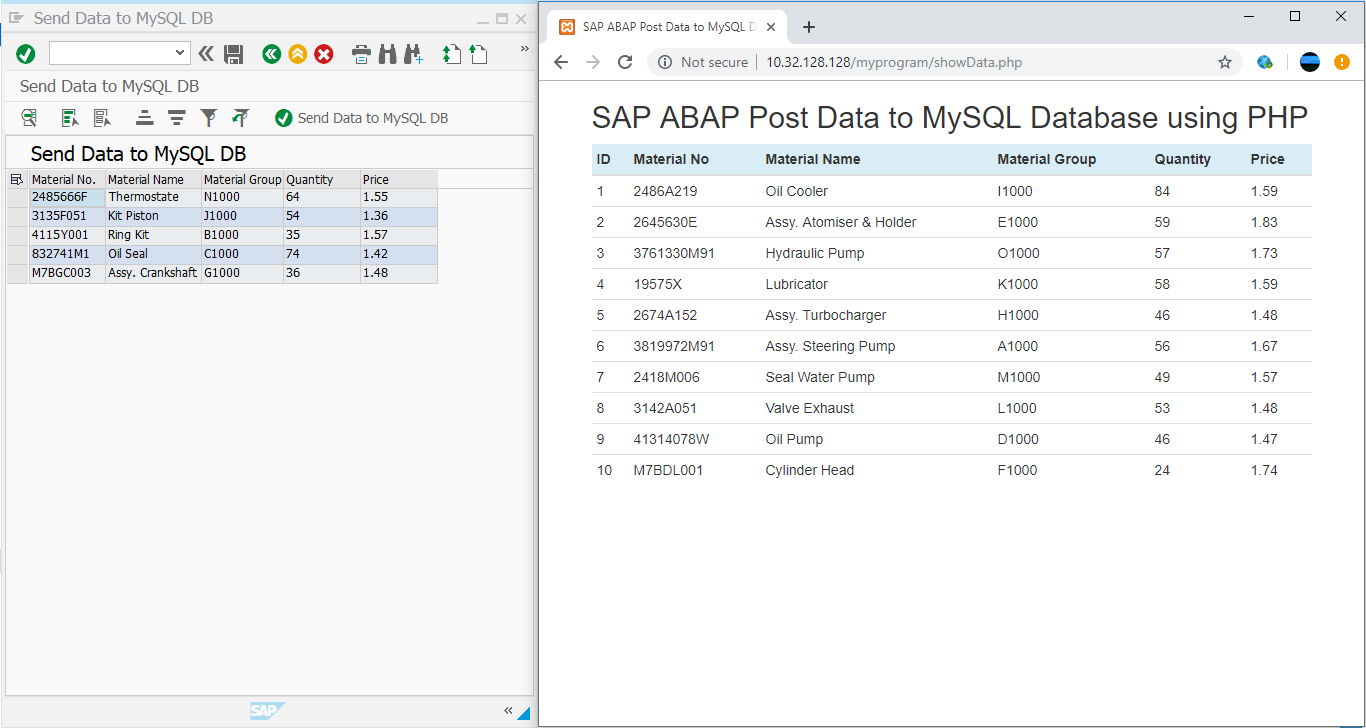 Send Data to MySQL DB
Send Data to MySQL DB
Send Data to MySQL DB
Send Data to MySQL DB
Material No. Material Name Material Group Quantity Price
2485666F Thermostate N1000 64 1.55
3135F051 Kit Piston J1000 54 1.36
4115Y001 Ring Kit B1000 35 1.57
832741M1 Oil Seal C1000 74 1.42
M7BGC003 Assy. Crankshaft G1000 36 1.48
SAP
SAP ABAP Post Data to MySQL D
Not secure 10.32.128.128/myprogram/showData.php
SAP ABAP Post Data to MySQL Database using PHP
ID Material No Material Name Material Group Quantity Price
1 2486A219 Oil Cooler I1000 84 1.59
2 2645630E Assy. Atomiser & Holder E1000 59 1.83
3 3761330M91 Hydraulic Pump O1000 57 1.73
4 19575X Lubricator K1000 58 1.59
5 2674A152 Assy. Turbocharger H1000 46 1.48
6 3819972M91 Assy. Steering Pump A1000 56 1.67
7 2418M006 Seal Water Pump M1000 49 1.57
8 3142A051 Valve Exhaust L1000 53 1.48
9 41314078W Oil Pump D1000 46 1.47
10 M7BDL001 Cylinder Head F1000 24 1.74